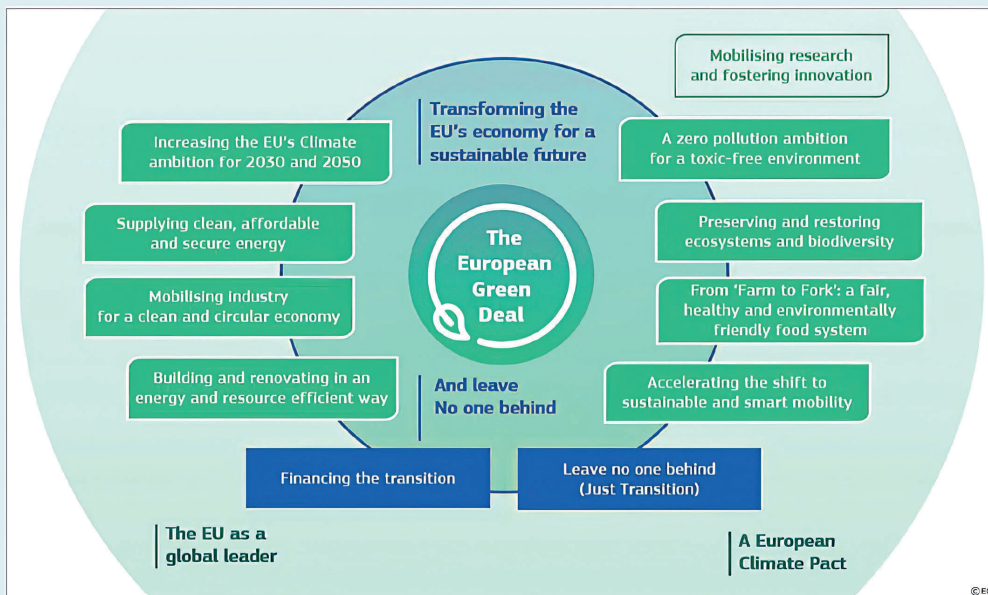 Mobilising research
and fostering innovation
Transforming the
EU's economy for a
sustainable future
Increasing the EU's Climate
ambition for 2030 and 2050
A zero pollution ambition
for a toxic-free environment
Supplying clean, affordable
and secure energy
Preserving and restoring
ecosystems and biodiversity
The
European
Green
Deal
Mobilising industry
for a clean and circular economy
From 'Farm to Fork': a fair,
healthy and environmentally
friendly food system
Building and renovating in an
energy and resource efficient way
And leave
No one behind
Accelerating the shift to
sustainable and smart mobility
Financing the transition
Leave no one behind
(Just Transition)
The EU as a
global leader
A European
Climate Pact